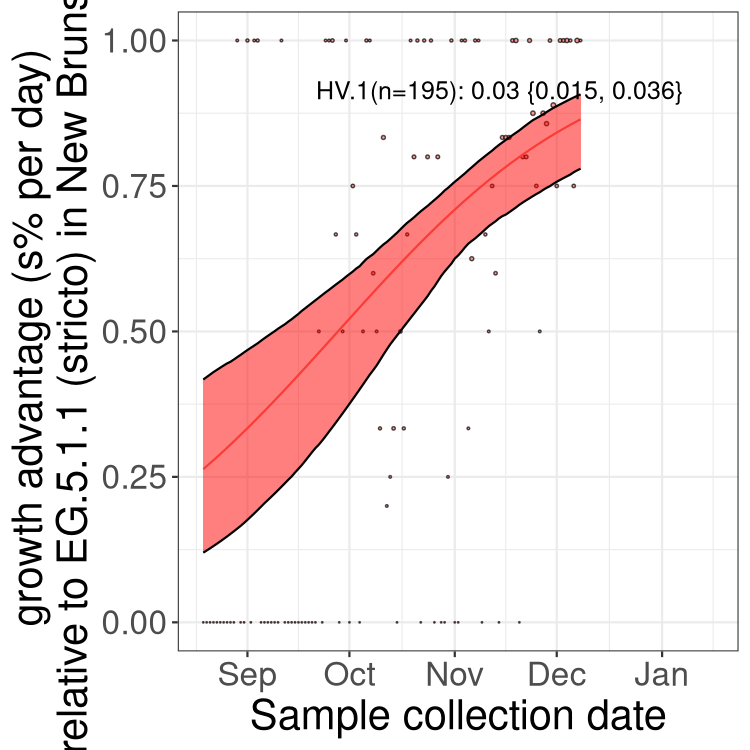 growth advantage (s% per day)
relative to EG.5.1.1 (stricto) in New
1.00
0.75
0.50
0.25
0.00
HV.1(n=195): 0.03 {0.015, 0.036}
Sep Oct Nov Dec Jan
Sample collection date